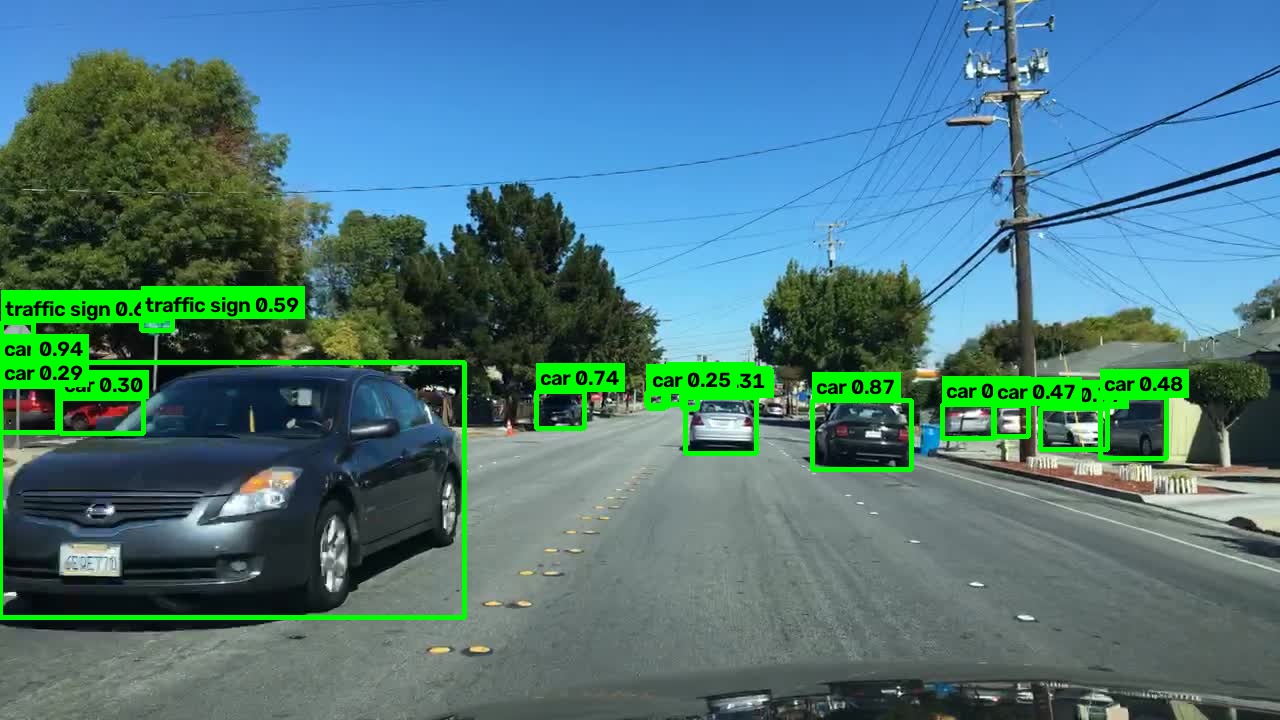 traffic sign 0.6
traffic sign 0.59
car 0.94
car 0.29
car 0.30
car 0.74
car 0.25
.31
car 0.87
car 0
car 0.47
car 0.48